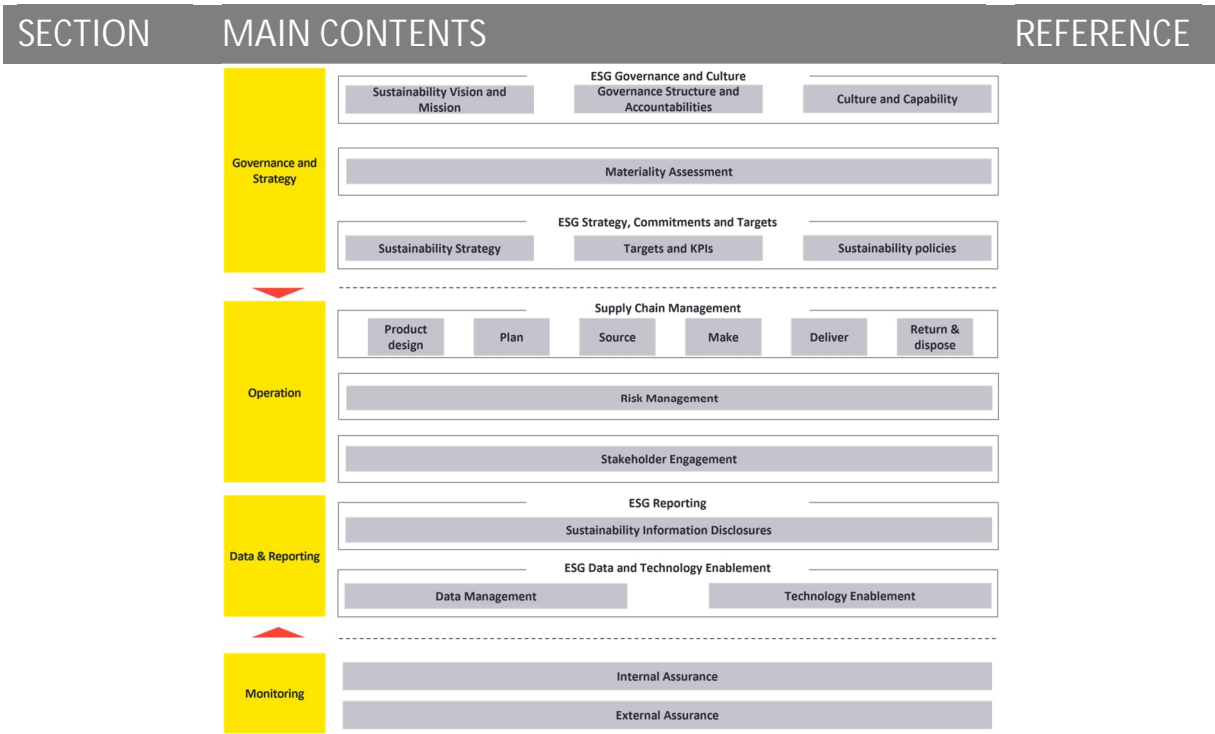 SECTION MAIN CONTENTS REFERENCE
Governance and
Strategy
ESG Governance and Culture
Sustainability Vision and
Mission
Governance Structure and
Accountabilities
Culture and Capability
Materiality Assessment
ESG Strategy, Commitments and Targets
Sustainability Strategy
Targets and KPIs
Sustainability policies
Operation
Supply Chain Management
Product
design
Plan
Source
Make
Deliver
Return &
dispose
Risk Management
Stakeholder Engagement
Data & Reporting
ESG Reporting
Sustainability Information Disclosures
ESG Data and Technology Enablement
Data Management
Technology Enablement
Monitoring
Internal Assurance
External Assurance